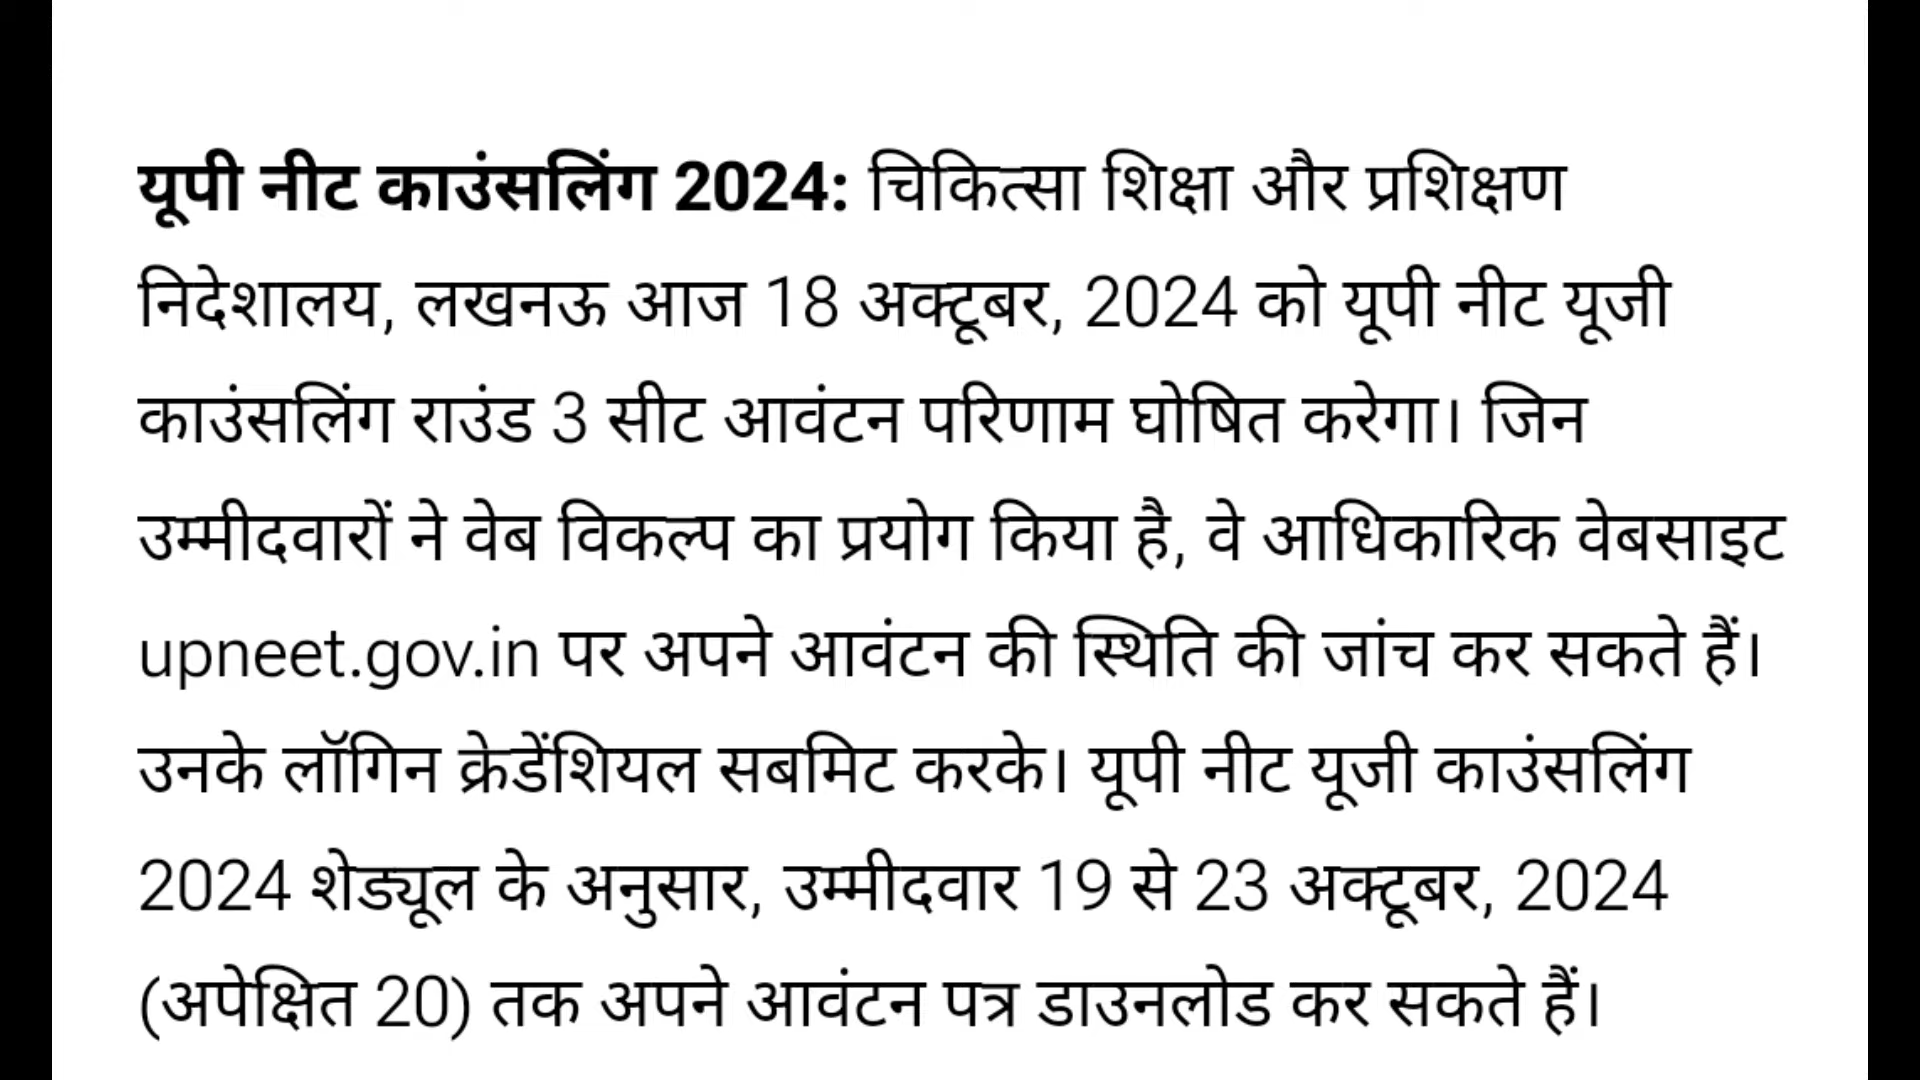 यूपी नीट काउंसलिंग 2024: चिकित्सा शिक्षा और प्रशिक्षण
निदेशालय, लखनऊ आज 18 अक्टूबर, 2024 को यूपी नीट यूजी
काउंसलिंग राउंड 3 सीट आवंटन परिणाम घोषित करेगा। जिन
उम्मीदवारों ने वेब विकल्प का प्रयोग किया है, वे आधिकारिक वेबसाइट
upneet.gov.in पर अपने आवंटन की स्थिति की जांच कर सकते हैं।
उनके लॉगिन क्रेडेंशियल सबमिट करके। यूपी नीट यूजी काउंसलिंग
2024 शेड्यूल के अनुसार, उम्मीदवार 19 से 23 अक्टूबर, 2024
(अपेक्षित 20) तक अपने आवंटन पत्र डाउनलोड कर सकते हैं।